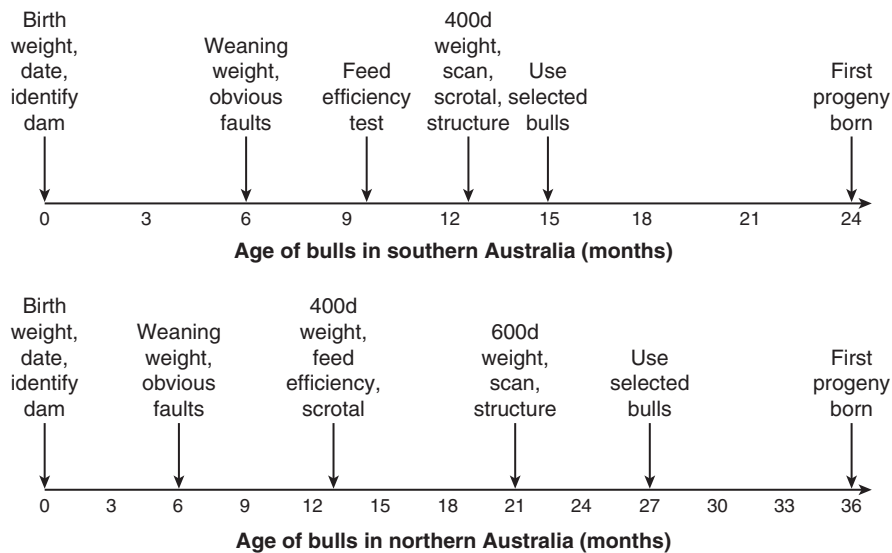 Birth
weight,
date,
identify
dam
Weaning
weight,
obvious
faults
Feed
efficiency
test
400d
weight,
scan,
scrotal,
structure
Use
selected
bulls
First
progeny
born
0 3 6 9 12 15 18 21 24
Age of bulls in southern Australia (months)
Birth
weight,
date,
identify
dam
Weaning
weight,
obvious
faults
400d
weight,
feed
efficiency,
scrotal
600d
weight,
scan,
structure
Use
selected
bulls
First
progeny
born
0 3 6 9 12 15 18 21 24 27 30 33 36
Age of bulls in northern Australia (months)